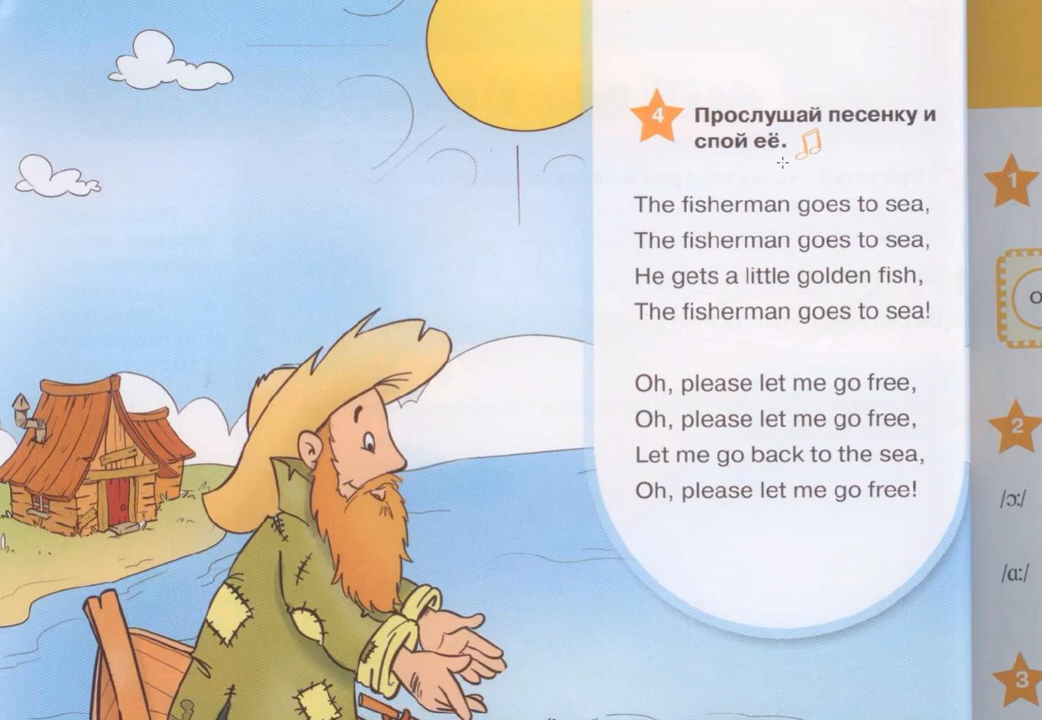 4
Прослушай песенку и
спой её.
The fisherman goes to sea,
The fisherman goes to sea,
He gets a little golden fish,
The fisherman goes to sea!
Oh, please let me go free,
Oh, please let me go free,
Let me go back to the sea,
Oh, please let me go free!
1
2
/ɔ:/
/ɑ:/
3